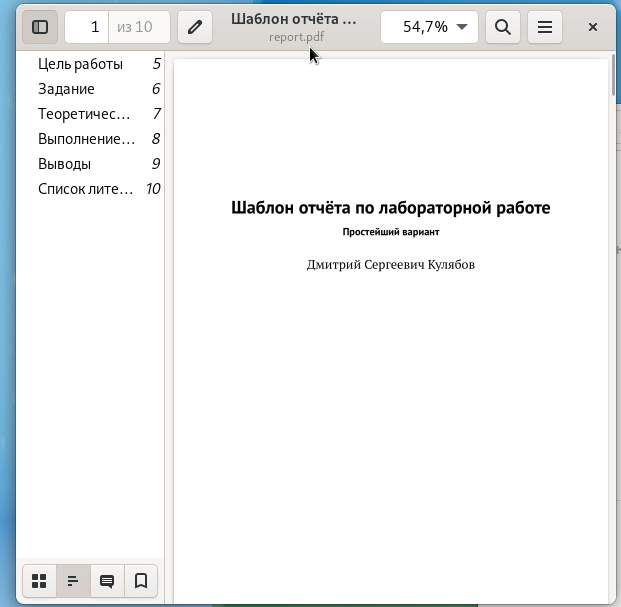 1 из 10
Шаблон отчёта …
report.pdf
54,7%
Цель работы 5
Задание 6
Теоретичес… 7
Выполнение… 8
Выводы 9
Список лите… 10
Шаблон отчёта по лабораторной работе
Простейший вариант
Дмитрий Сергеевич Кулябов